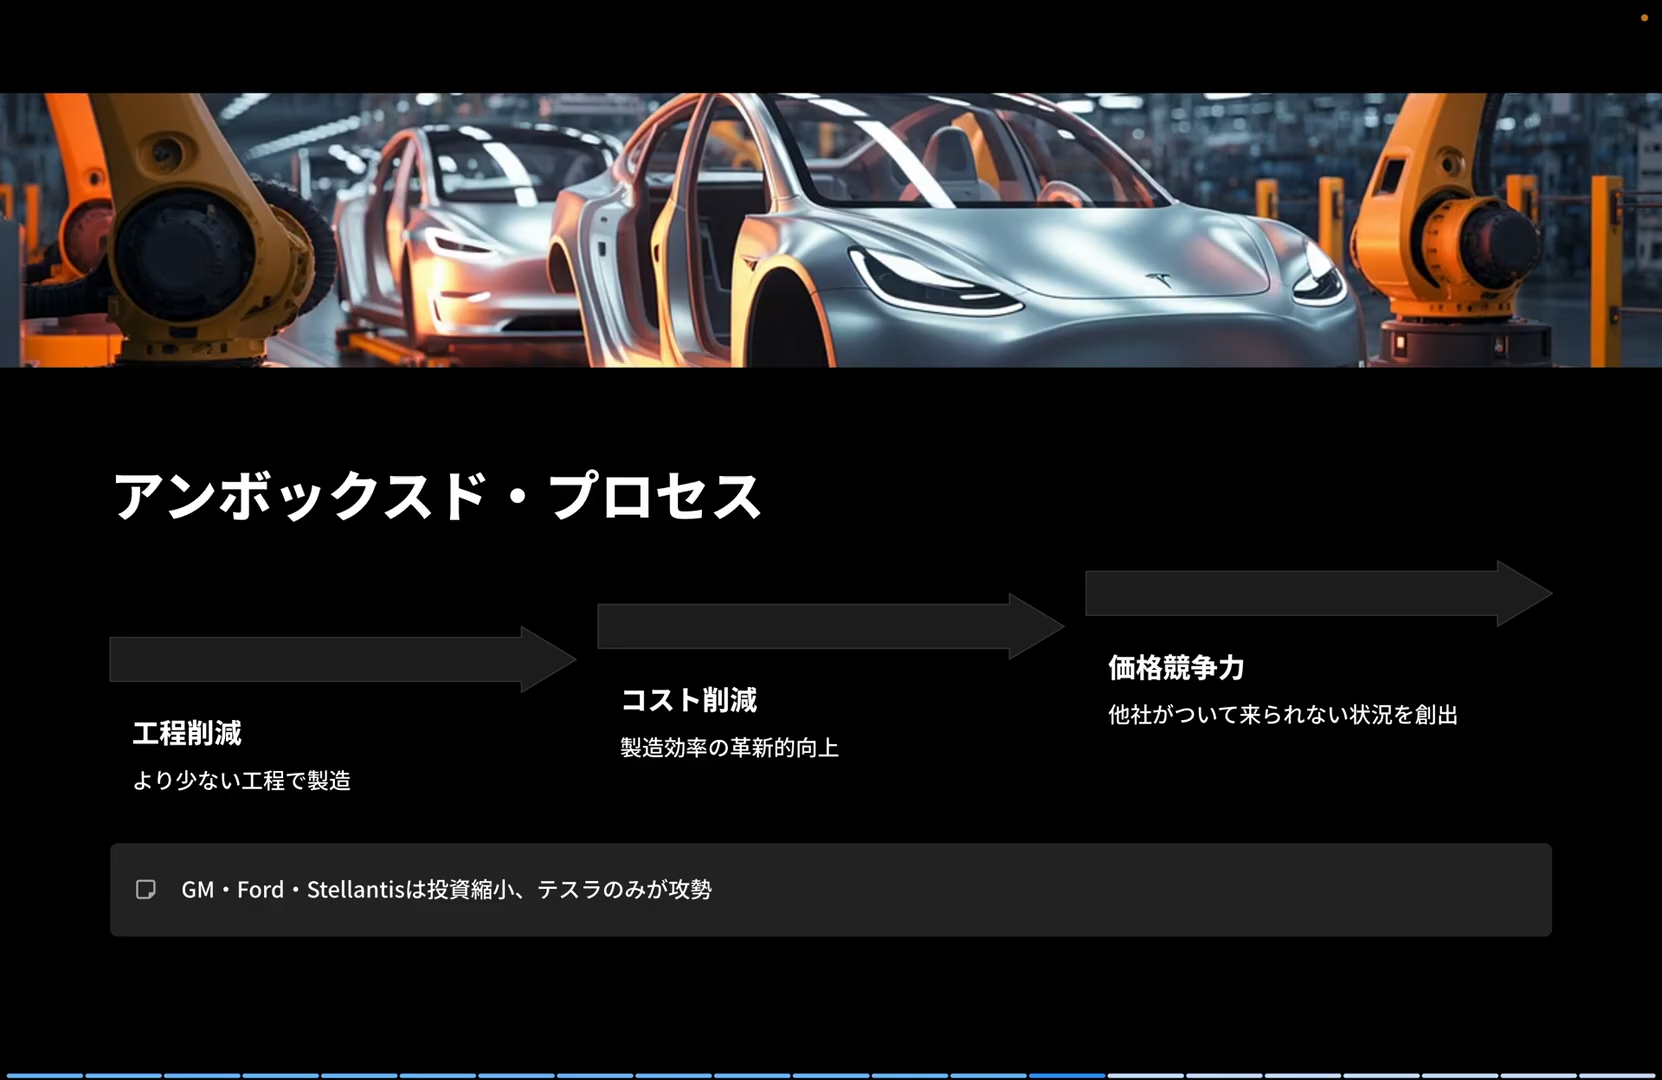 アンボックスド・プロセス
工程削減
より少ない工程で製造
コスト削減
製造効率の革新的向上
価格競争力
他社がついて来られない状況を創出
GM・Ford・Stellantisは投資縮小、テスラのみが攻勢